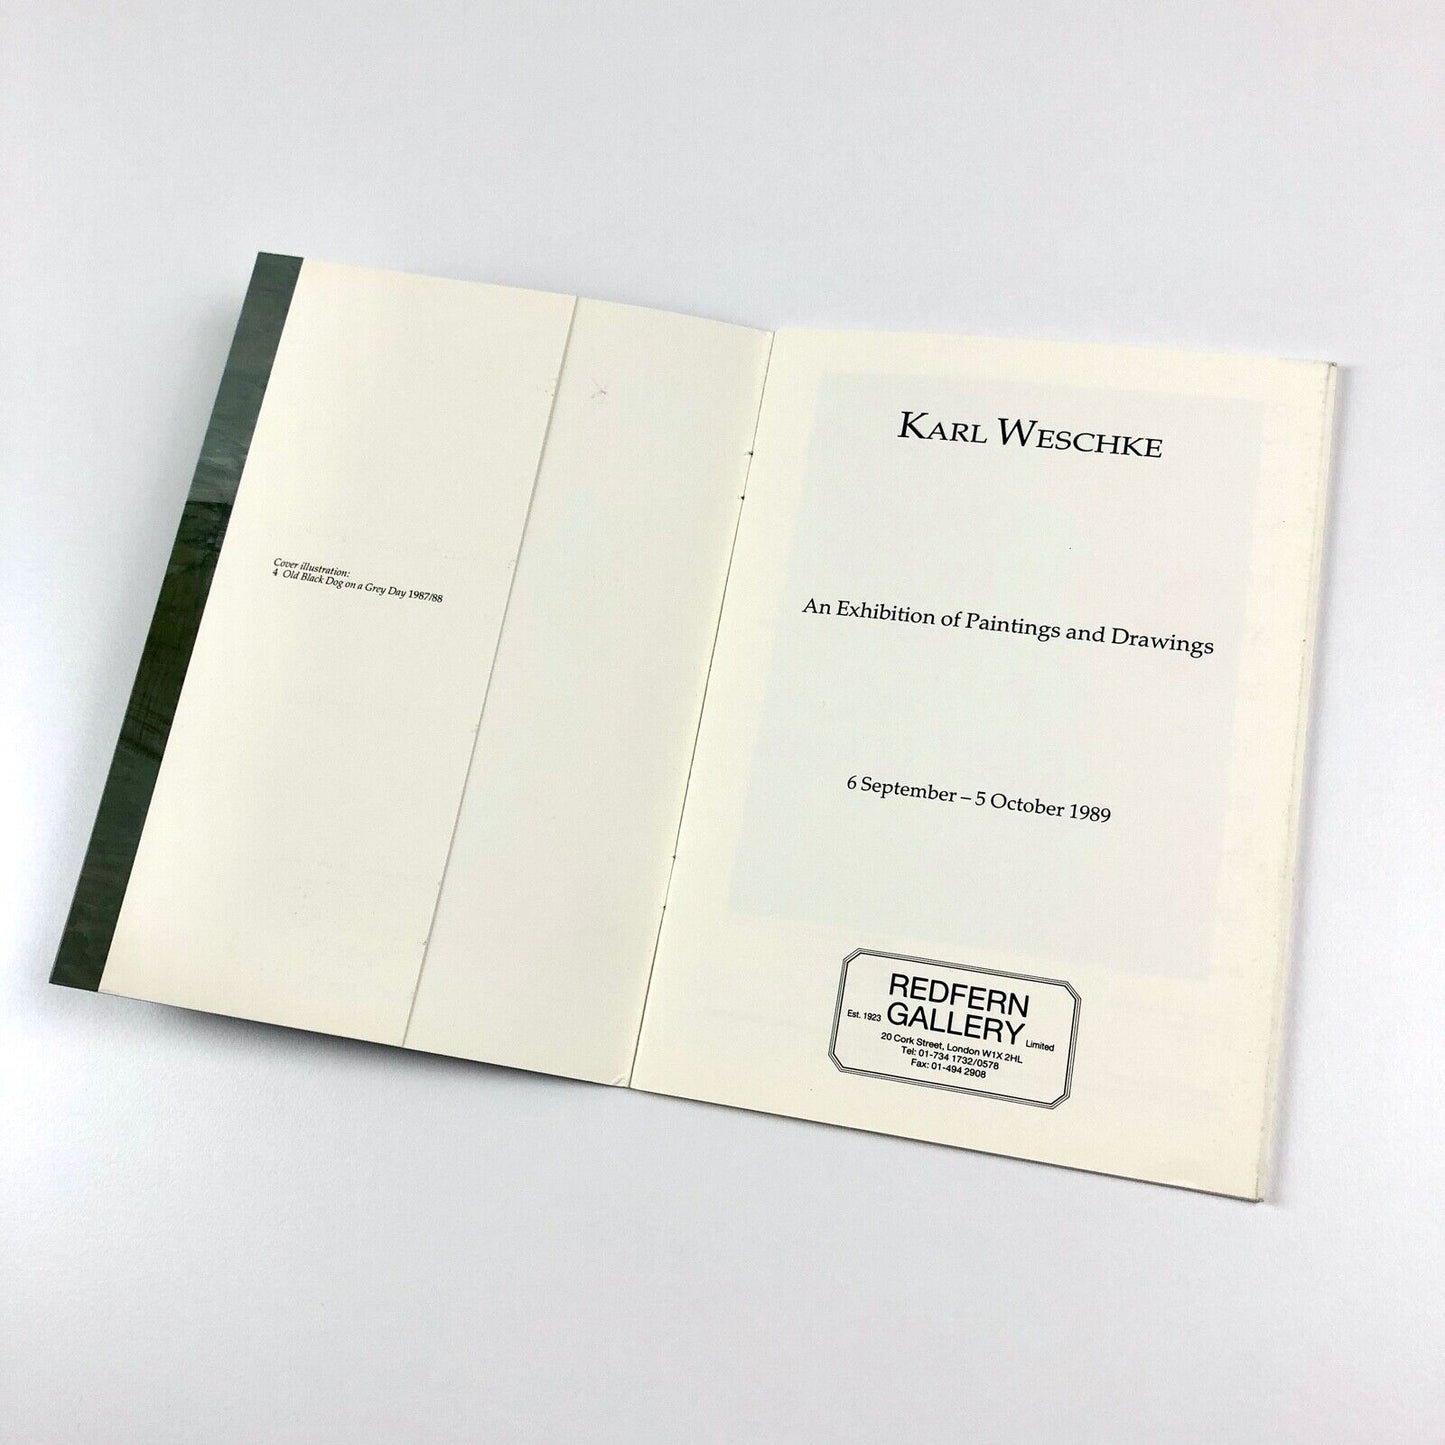 Cover illustration:
4 Old Black Dog on a Grey Day 1987/88
KARL WESCHKE
An Exhibition of Paintings and Drawings
6 September – 5 October 1989
REDFERN
Est. 1923 GALLERY Limited
20 Cork Street, London W1X 2HL
Tel: 01-734 1732/0578
Fax: 01-494 2908